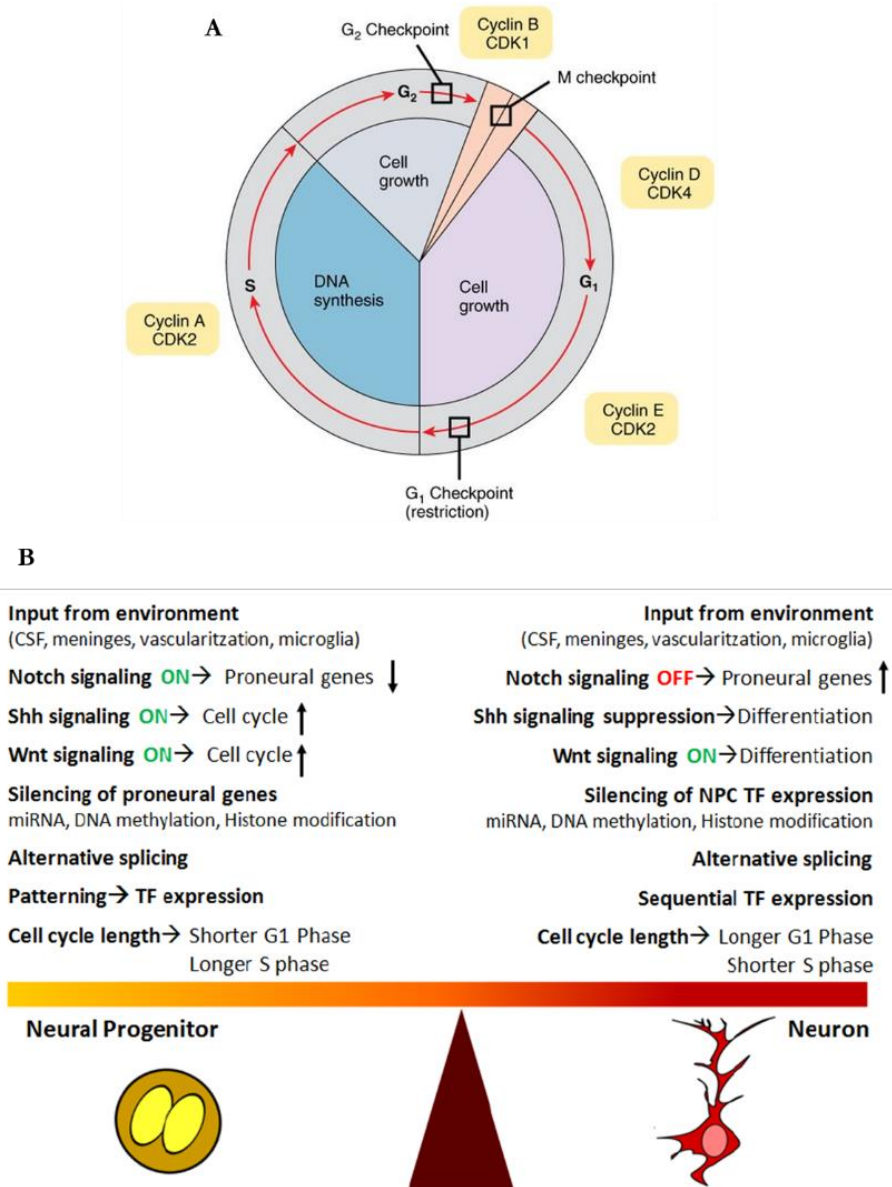 A
G₂ Checkpoint
Cyclin B
CDK1
M checkpoint
G₂
Cell
growth
Cyclin D
CDK4
DNA
synthesis
S
Cell
growth
G₁
Cyclin A
CDK2
Cyclin E
CDK2
G₁ Checkpoint
(restriction)
B
Input from environment
(CSF, meninges, vascularitzation, microglia)
Notch signaling ON→ Proneural genes ↓
Shh signaling ON→ Cell cycle ↑
Wnt signaling ON→ Cell cycle ↑
Silencing of proneural genes
miRNA, DNA methylation, Histone modification
Alternative splicing
Patterning→ TF expression
Cell cycle length→ Shorter G1 Phase
Longer S phase
Neural Progenitor
Input from environment
(CSF, meninges, vascularitzation, microglia)
Notch signaling OFF→ Proneural genes ↑
Shh signaling suppression→Differentiation
Wnt signaling ON→Differentiation
Silencing of NPC TF expression
miRNA, DNA methylation, Histone modification
Alternative splicing
Sequential TF expression
Cell cycle length→ Longer G1 Phase
Shorter S phase
Neuron